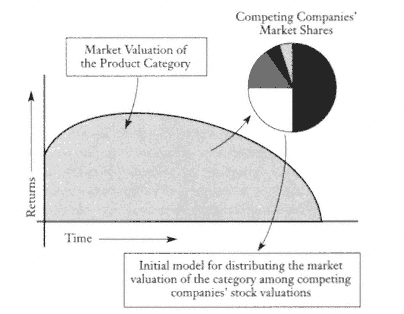 Competing Companies'
Market Shares
Market Valuation of
the Product Category
Returns
Time
Initial model for distributing the market
valuation of the category among competing
companies' stock valuations